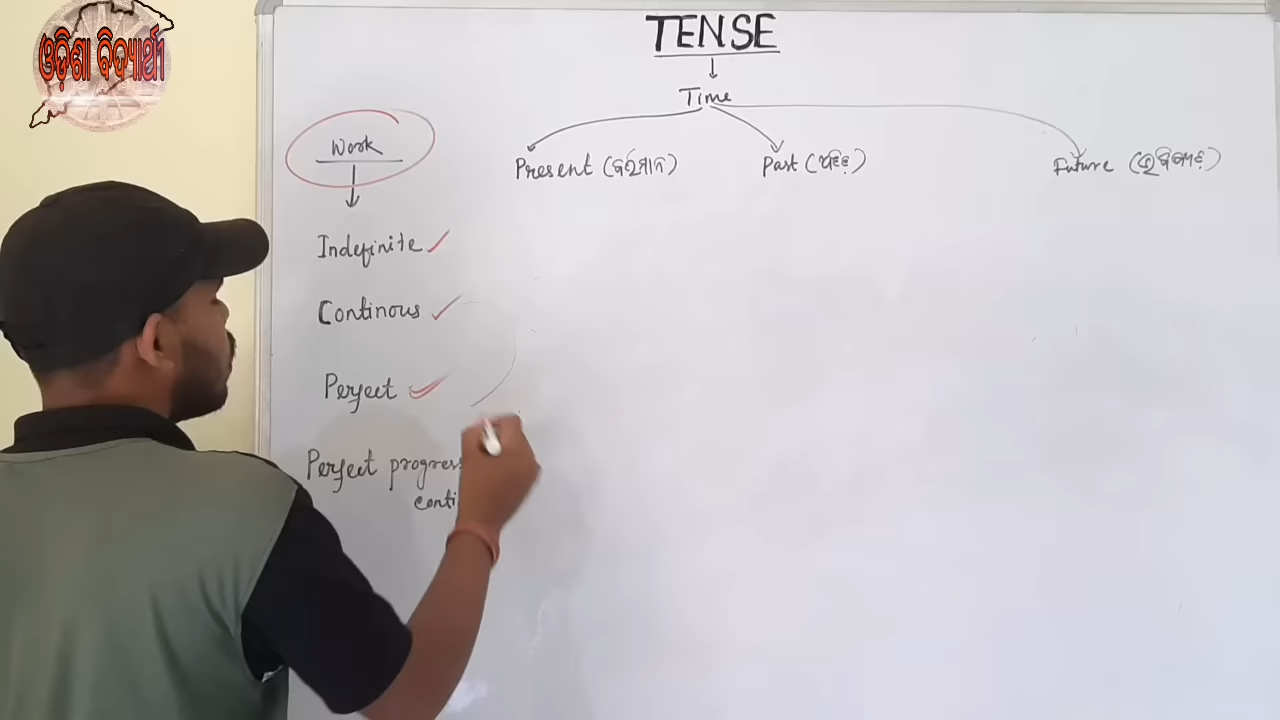 ଓଡ଼ିଶା ବିଦ୍ୟାର୍ଥୀ
TENSE
Time
Work
Present (ବର୍ତ୍ତମାନ)
Past (ଅତୀତ)
Future (ଭବିଷ୍ୟତ)
Indefinite
Continous
Perfect
Perfect progres
conti